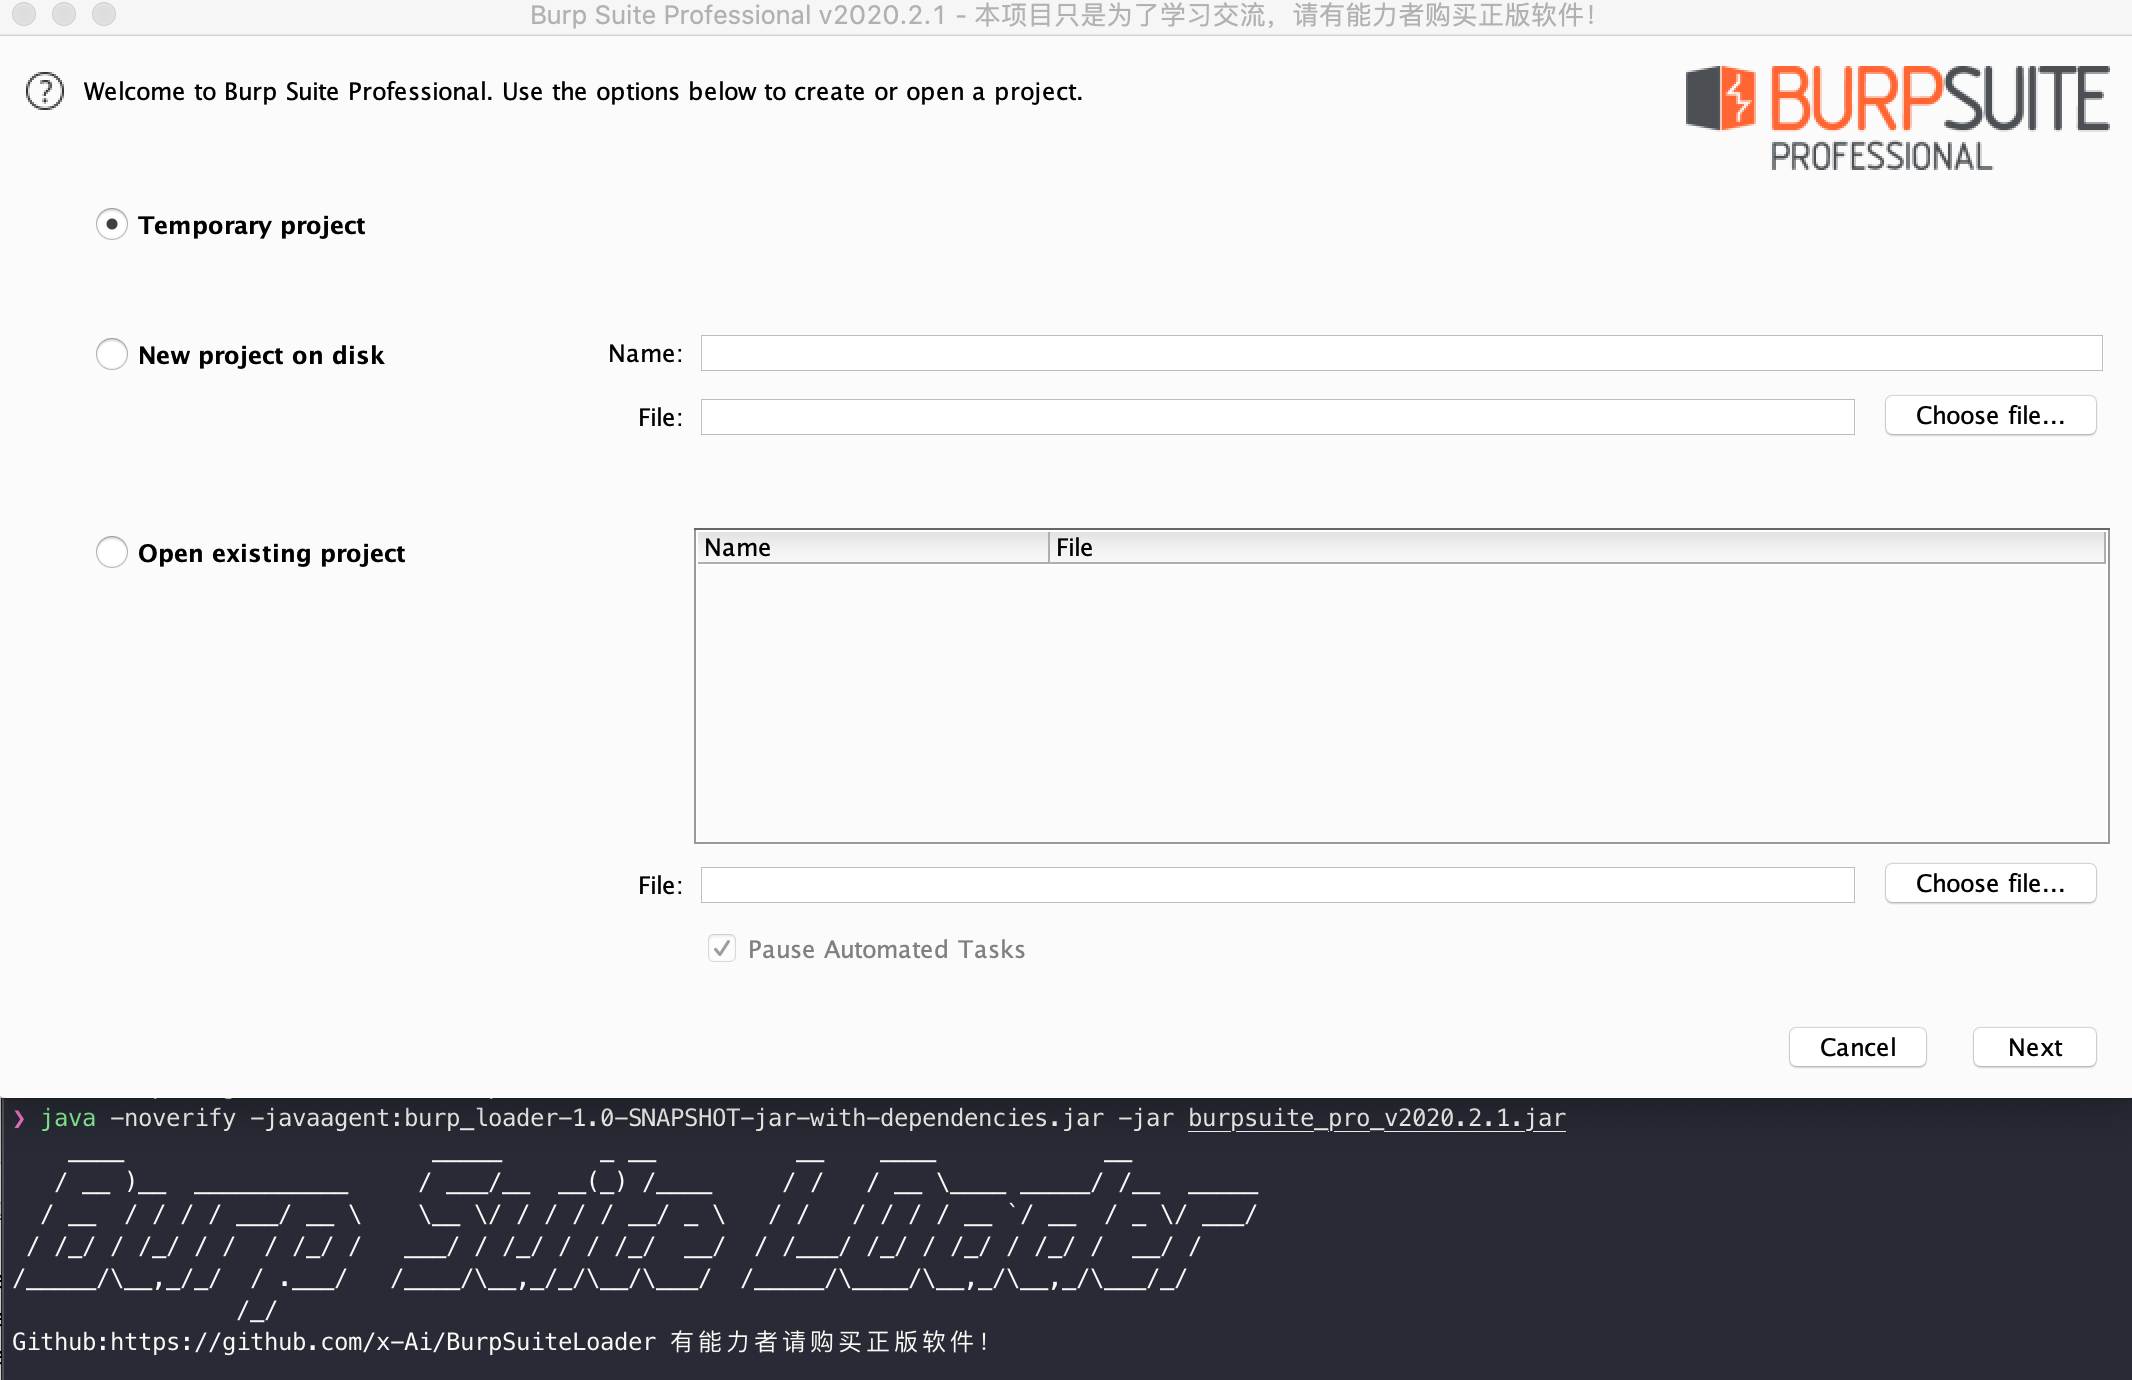 Burp Suite Professional v2020.2.1 - 本项目只是为了学习交流，请有能力者购买正版软件！
? Welcome to Burp Suite Professional. Use the options below to create or open a project.
BURPSUITE
PROFESSIONAL
Temporary project
New project on disk
Name:
File:
Choose file...
Open existing project
Name File
File:
Choose file...
Pause Automated Tasks
Cancel Next
❯ java -noverify -javaagent:burp_loader-1.0-SNAPSHOT-jar-with-dependencies.jar -jar burpsuite_pro_v2020.2.1.jar
Burp Suite Loader
Github:https://github.com/x-Ai/BurpSuiteLoader 有能力者请购买正版软件！